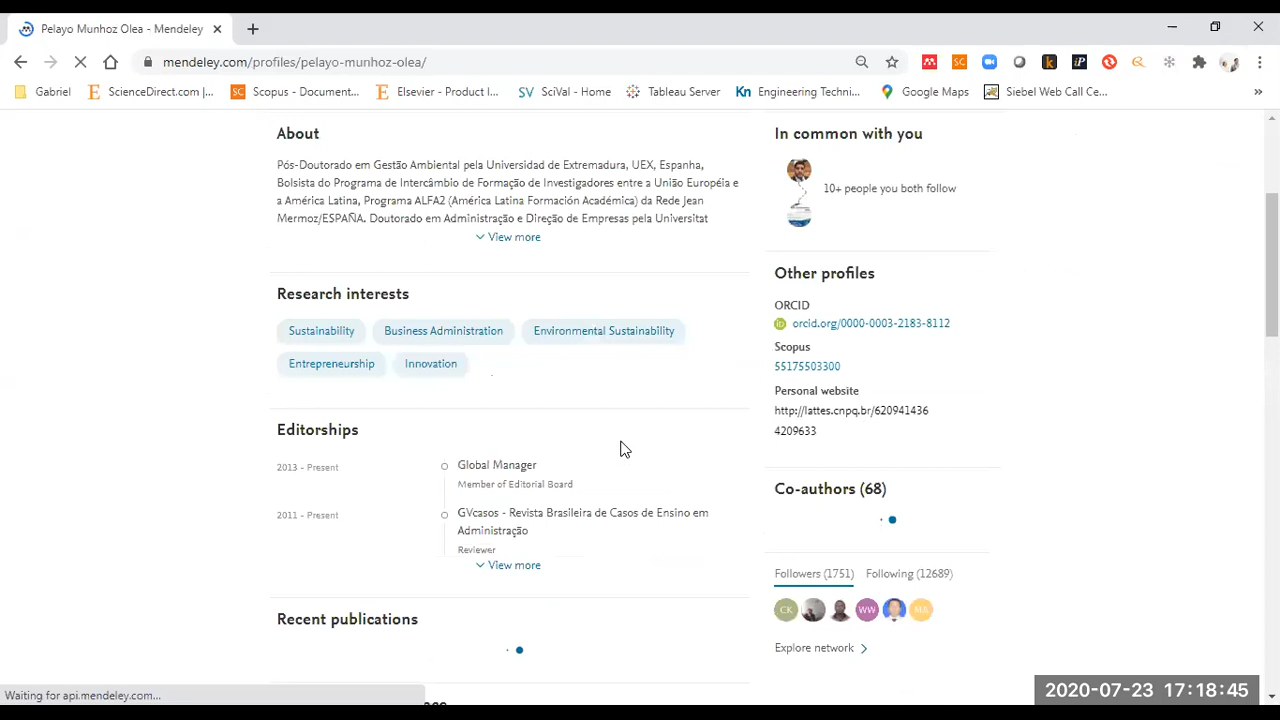 Pelayo Munhoz Olea - Mendeley
mendeley.com/profiles/pelayo-munhoz-olea/
Gabriel
ScienceDirect.com |...
Scopus - Document...
Elsevier - Product I...
SciVal - Home
Tableau Server
Engineering Techni...
Google Maps
Siebel Web Call Ce...
About
Pós-Doutorado em Gestão Ambiental pela Universidad de Extremadura, UEX, Espanha,
Bolsista do Programa de Intercâmbio de Formação de Investigadores entre a União Européia e
a América Latina, Programa ALFA2 (América Latina Formación Académica) da Rede Jean
Mermoz/ESPAÑA. Doutorado em Administração e Direção de Empresas pela Universitat
View more
Research interests
Sustainability
Business Administration
Environmental Sustainability
Entrepreneurship
Innovation
Editorships
2013 - Present
Global Manager
Member of Editorial Board
2011 - Present
GVcasos - Revista Brasileira de Casos de Ensino em
Administração
Reviewer
View more
Recent publications
In common with you
10+ people you both follow
Other profiles
ORCID
orcid.org/0000-0003-2183-8112
Scopus
55175503300
Personal website
http://lattes.cnpq.br/620941436
4209633
Co-authors (68)
Followers (1751)
Following (12689)
CK
WW
MA
Explore network
Waiting for api.mendeley.com...
2020-07-23 17:18:45